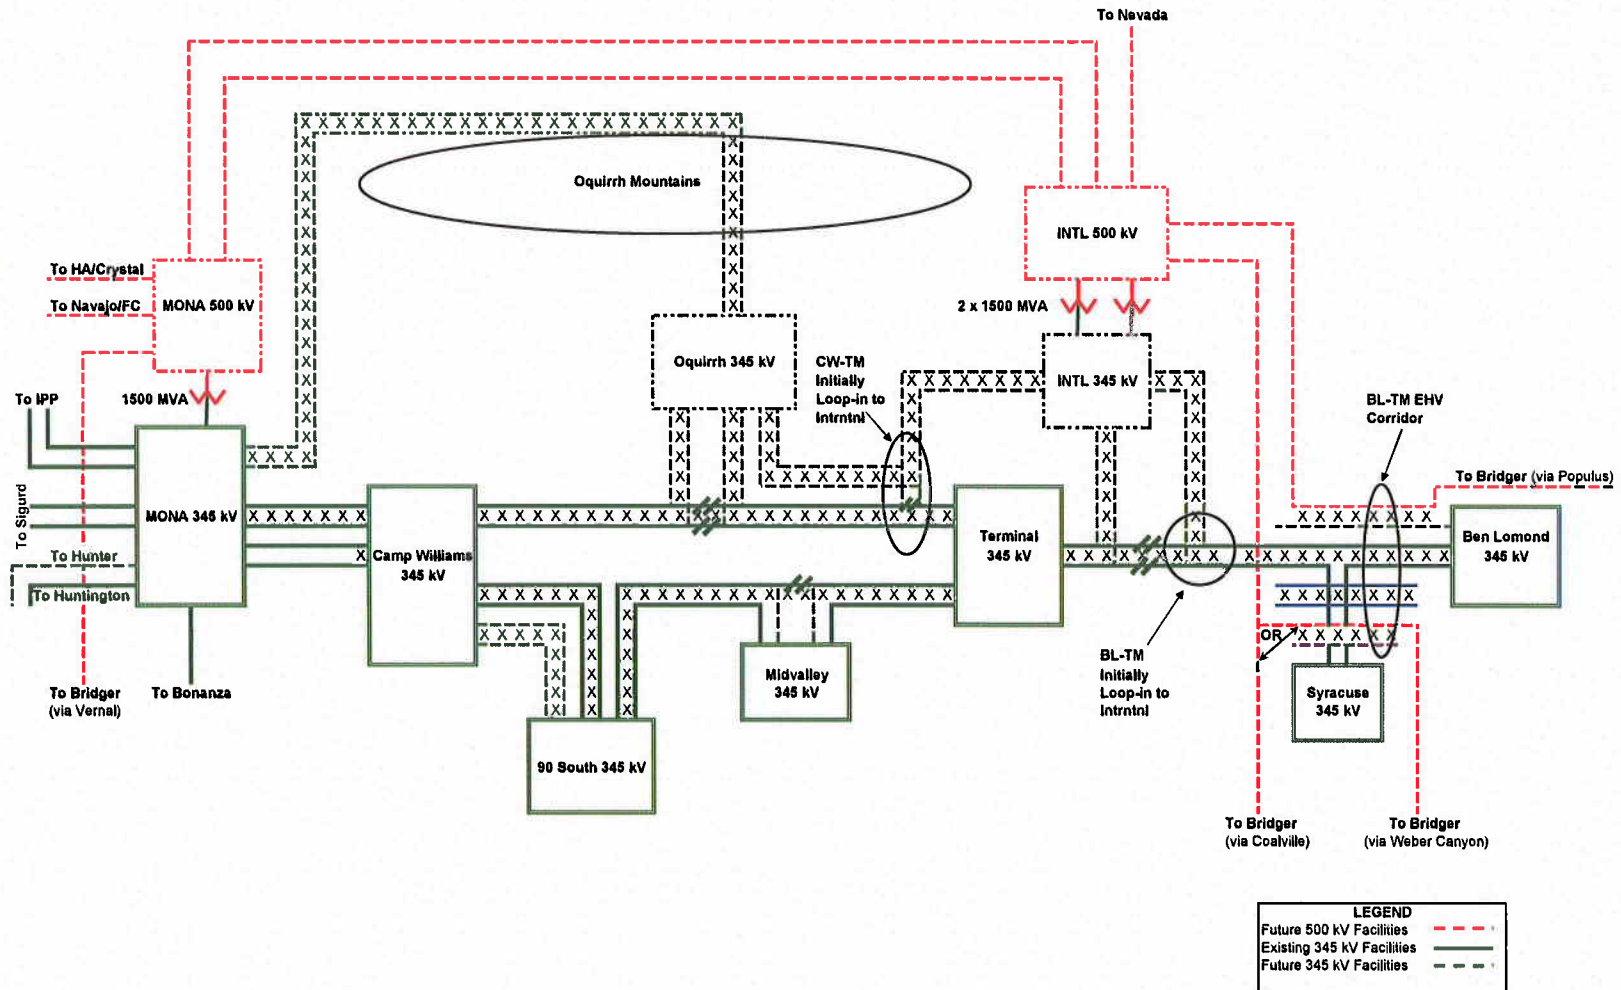 To Nevada
Oquirrh Mountains
INTL 500 kV
To HA/Crystal
To Navajo/FC
MONA 500 kV
2 x 1500 MVA
Oquirrh 345 kV
CW-TM
Initially
Loop-in to
Intrntnl
INTL 345 kV
To IPP
1500 MVA
BL-TM EHV
Corridor
To Bridger (via Populus)
To Sigurd
MONA 345 kV
Camp Williams
345 kV
Terminal
345 kV
Ben Lomond
345 kV
To Hunter
To Huntington
OR
To Bridger
(via Vernal)
To Bonanza
Midvalley
345 kV
BL-TM
Initially
Loop-in to
Intrntnl
Syracuse
345 kV
90 South 345 kV
To Bridger
(via Coalville)
To Bridger
(via Weber Canyon)
LEGEND
Future 500 kV Facilities
Existing 345 kV Facilities
Future 345 kV Facilities